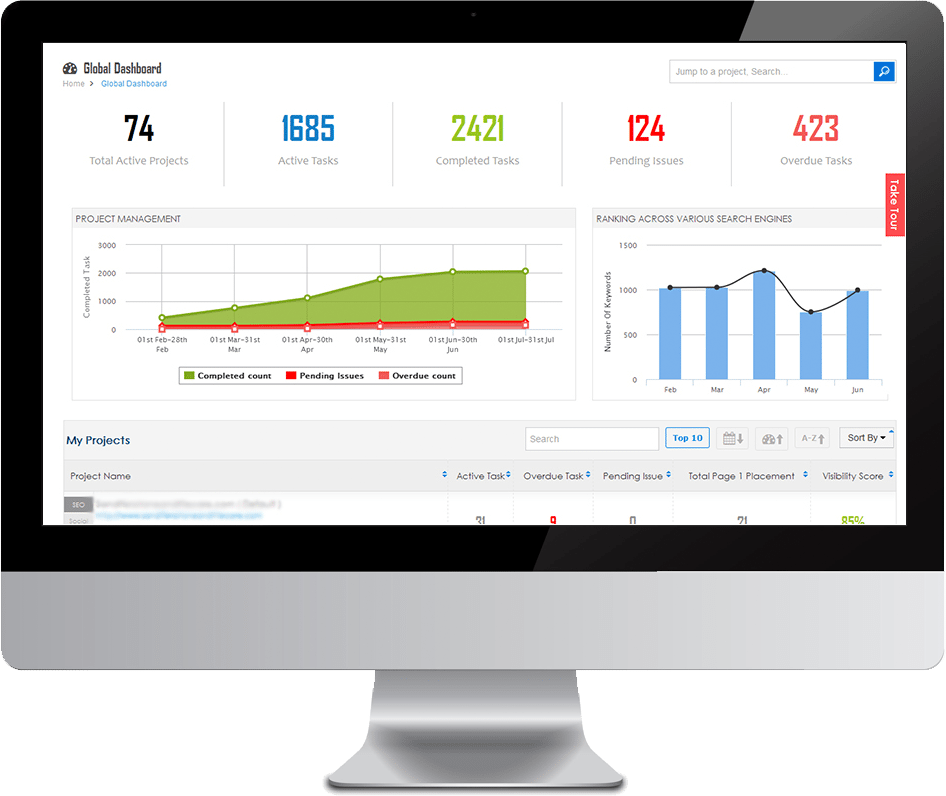 Global Dashboard
Home > Global Dashboard
Jump to a project, Search...
74
Total Active Projects
1685
Active Tasks
2421
Completed Tasks
124
Pending Issues
423
Overdue Tasks
Take Tour
PROJECT MANAGEMENT
Completed Task
3000
2000
1000
0
01st Feb-28th Feb
01st Mar-31st Mar
01st Apr-30th Apr
01st May-31st May
01st Jun-30th Jun
01st Jul-31st Jul
Completed count Pending Issues Overdue count
RANKING ACROSS VARIOUS SEARCH ENGINES
Number Of Keywords
1500
1000
500
0
Feb Mar Apr May Jun
My Projects
Search
Top 10
A-Z
Sort By
Project Name Active Task Overdue Task Pending Issue Total Page 1 Placement Visibility Score
SEO
Social
31 9 0 21 85%